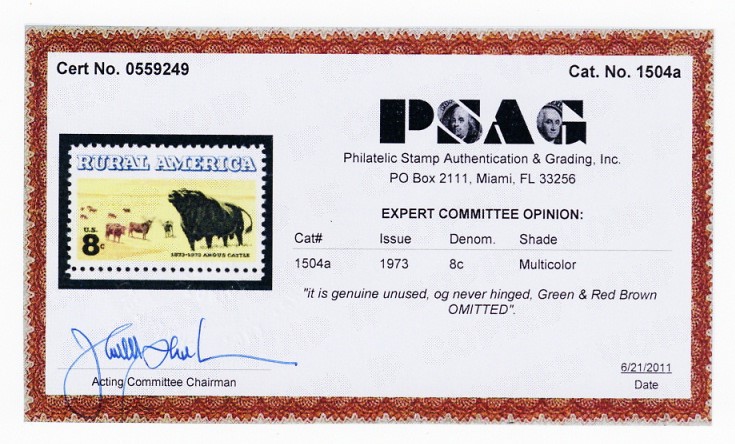 Cert No. 0559249
Cat. No. 1504a
PSAG
Philatelic Stamp Authentication & Grading, Inc.
PO Box 2111, Miami, FL 33256
RURAL AMERICA
U.S.
8c
1873-1973 ANGUS CATTLE
EXPERT COMMITTEE OPINION:
Cat# Issue Denom. Shade
1504a 1973 8c Multicolor
"it is genuine unused, og never hinged, Green & Red Brown
OMITTED".
Acting Committee Chairman
6/21/2011
Date